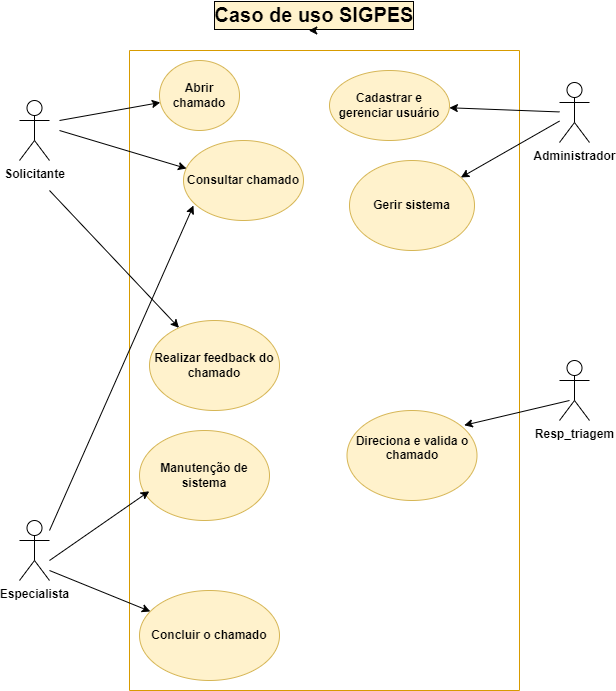 Caso de uso SIGPES
Abrir
chamado
Cadastrar e
gerenciar usuário
Solicitante
Administrador
Consultar chamado
Gerir sistema
Realizar feedback do
chamado
Resp_triagem
Direciona e valida o
chamado
Manutenção de
sistema
Especialista
Concluir o chamado